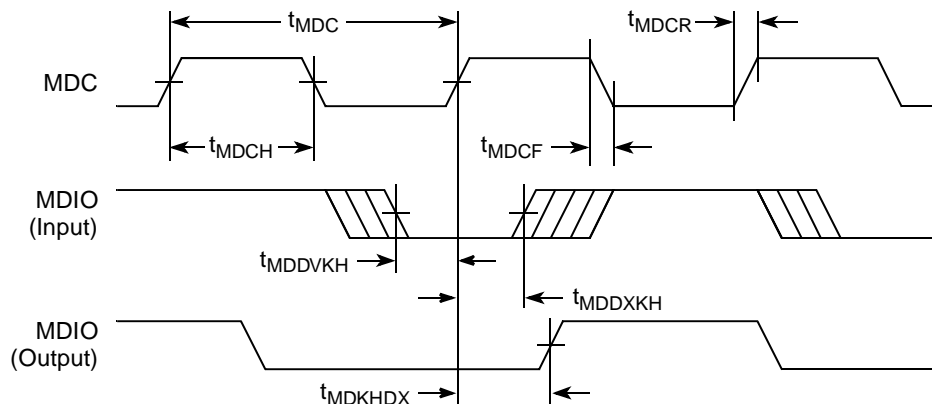 tMDC
tMDCR
MDC
tMDCH
tMDCF
MDIO
(Input)
tMDDVKH
tMDDXKH
MDIO
(Output)
tMDKHDX